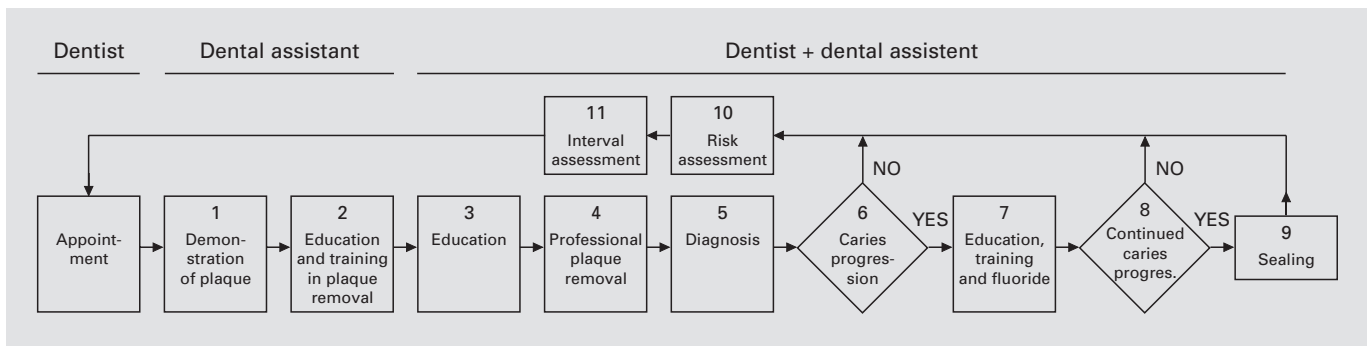 Dentist
Dental assistant
Dentist + dental assistent
11
Interval
assessment
10
Risk
assessment
NO
NO
Appoint-
ment
1
Demon-
stration
of plaque
2
Education
and training
in plaque
removal
3
Education
4
Professional
plaque
removal
5
Diagnosis
6
Caries
progres-
sion
YES
7
Education,
training
and fluoride
8
Continued
caries
progres.
YES
9
Sealing